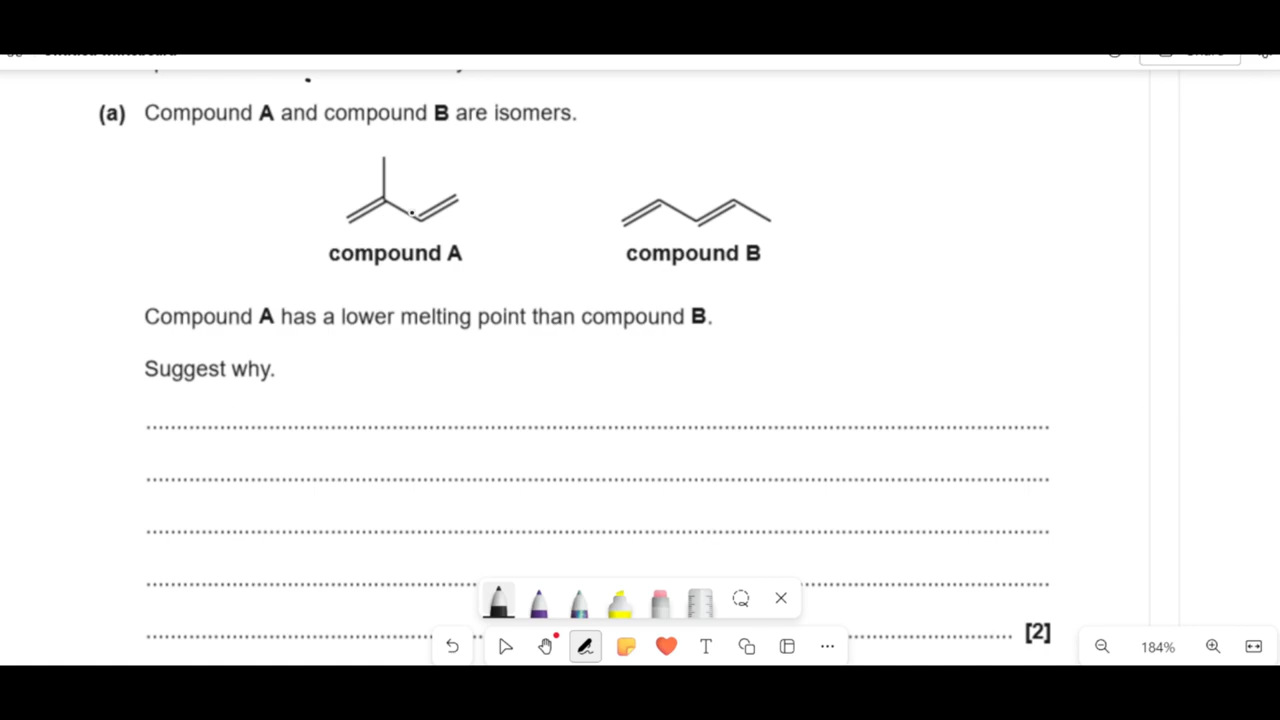 (a) Compound A and compound B are isomers.
compound A
compound B
Compound A has a lower melting point than compound B.
Suggest why.
[2]
T
184%